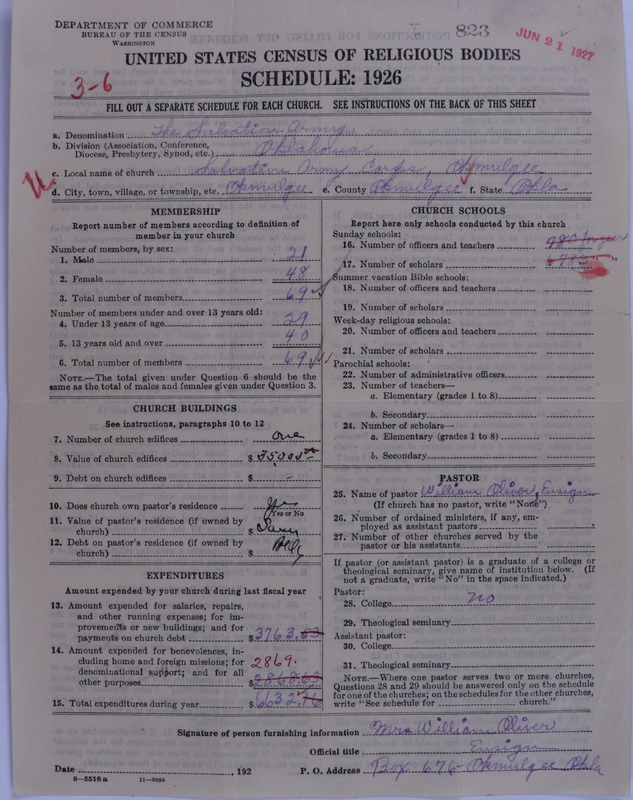 DEPARTMENT OF COMMERCE
BUREAU OF THE CENSUS
WASHINGTON
823
JUN 21 1927
UNITED STATES CENSUS OF RELIGIOUS BODIES
SCHEDULE: 1926
3-6
FILL OUT A SEPARATE SCHEDULE FOR EACH CHURCH. SEE INSTRUCTIONS ON THE BACK OF THIS SHEET
a. Denomination The Salvation Army
b. Division (Association, Conference, Diocese, Presbytery, Synod, etc.) Oklahoma
c. Local name of church Salvation Army Corps, Okmulgee
d. City, town, village, or township, etc. Okmulgee e. County Okmulgee f. State Okla
MEMBERSHIP
Report number of members according to definition of member in your church
Number of members, by sex:
1. Male 21
2. Female 48
3. Total number of members 69
Number of members under and over 13 years old:
4. Under 13 years of age 29
5. 13 years old and over 40
6. Total number of members 69
NOTE.—The total given under Question 6 should be the same as the total of males and females given under Question 3.
CHURCH BUILDINGS
See instructions, paragraphs 10 to 12
7. Number of church edifices one
8. Value of church edifices $ 35000
9. Debt on church edifices $ -
10. Does church own pastor's residence Yes
(Yes or No)
11. Value of pastor's residence (if owned by church) $ Same
12. Debt on pastor's residence (if owned by church) $ Bldg
EXPENDITURES
Amount expended by your church during last fiscal year
13. Amount expended for salaries, repairs, and other running expenses; for improvements or new buildings; and for payments on church debt $ 3763.53
14. Amount expended for benevolences, including home and foreign missions; for denominational support; and for all other purposes 2869.
$ 2868.63
15. Total expenditures during year $ 6632.16
CHURCH SCHOOLS
Report here only schools conducted by this church
Sunday schools:
16. Number of officers and teachers
17. Number of scholars
Summer vacation Bible schools:
18. Number of officers and teachers
19. Number of scholars
Week-day religious schools:
20. Number of officers and teachers
21. Number of scholars
Parochial schools:
22. Number of administrative officers
23. Number of teachers—
a. Elementary (grades 1 to 8)
b. Secondary
24. Number of scholars—
a. Elementary (grades 1 to 8)
b. Secondary
PASTOR
25. Name of pastor William Oliver, Ensign
(If church has no pastor, write "None")
26. Number of ordained ministers, if any, employed as assistant pastors
27. Number of other churches served by the pastor or his assistants
If pastor (or assistant pastor) is a graduate of a college or theological seminary, give name of institution below. (If not a graduate, write "No" in the space indicated.)
Pastor:
28. College no
29. Theological seminary
Assistant pastor:
30. College
31. Theological seminary
NOTE.—Where one pastor serves two or more churches, Questions 28 and 29 should be answered only on the schedule for one of the churches; on the schedules for the other churches, write "See schedule for ........ church."
Signature of person furnishing information Mrs William Oliver
Official title Ensign
Date , 192 P. O. Address Box 676 Okmulgee Okla
8-5518a 11-9054